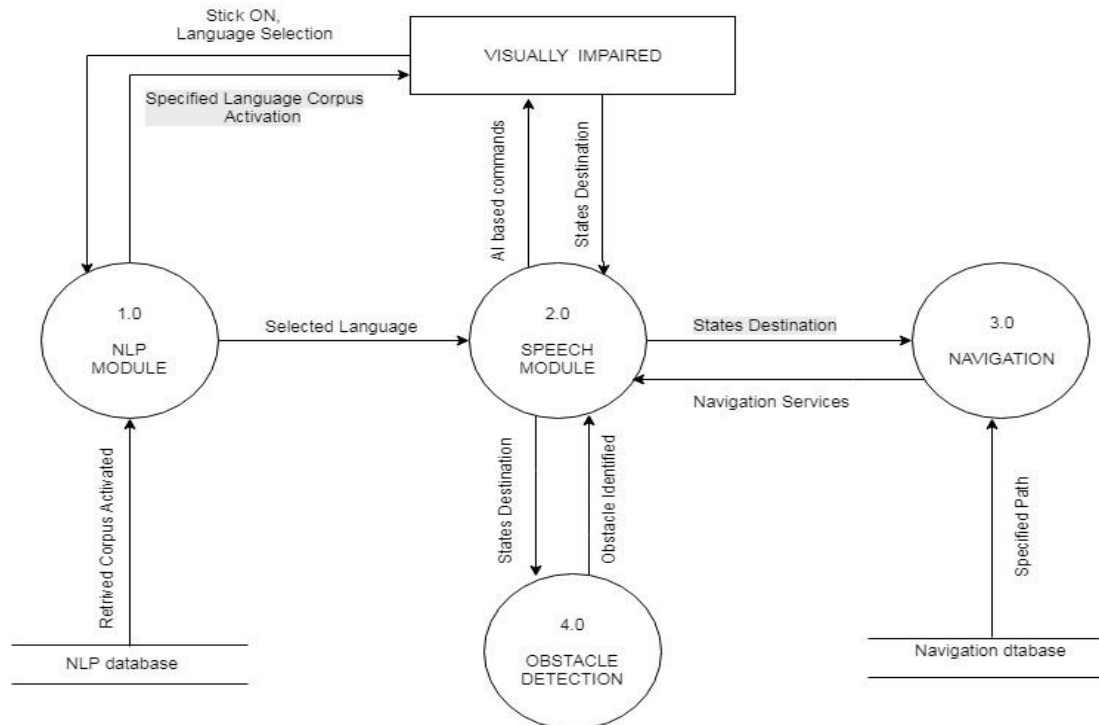 Stick ON,
Language Selection
VISUALLY IMPAIRED
Specified Language Corpus
Activation
AI based commands
States Destination
1.0
NLP
MODULE
Selected Language
2.0
SPEECH
MODULE
States Destination
3.0
NAVIGATION
Navigation Services
Retrived Corpus Activated
States Destination
Obstacle Identified
Specified Path
4.0
OBSTACLE
DETECTION
NLP database
Navigation dtabase